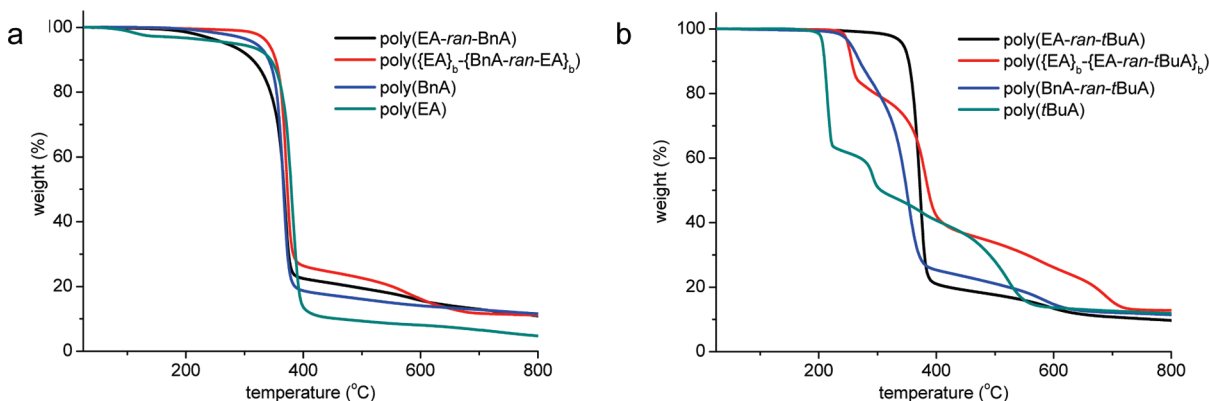 a
100
80
60
40
20
0
weight (%)
200
400
600
800
temperature (°C)
poly(EA-ran-BnA)
poly({EA}b-{BnA-ran-EA}b)
poly(BnA)
poly(EA)
b
100
80
60
40
20
0
weight (%)
200
400
600
800
temperature (°C)
poly(EA-ran-tBuA)
poly({EA}b-{EA-ran-tBuA}b)
poly(BnA-ran-tBuA)
poly(tBuA)